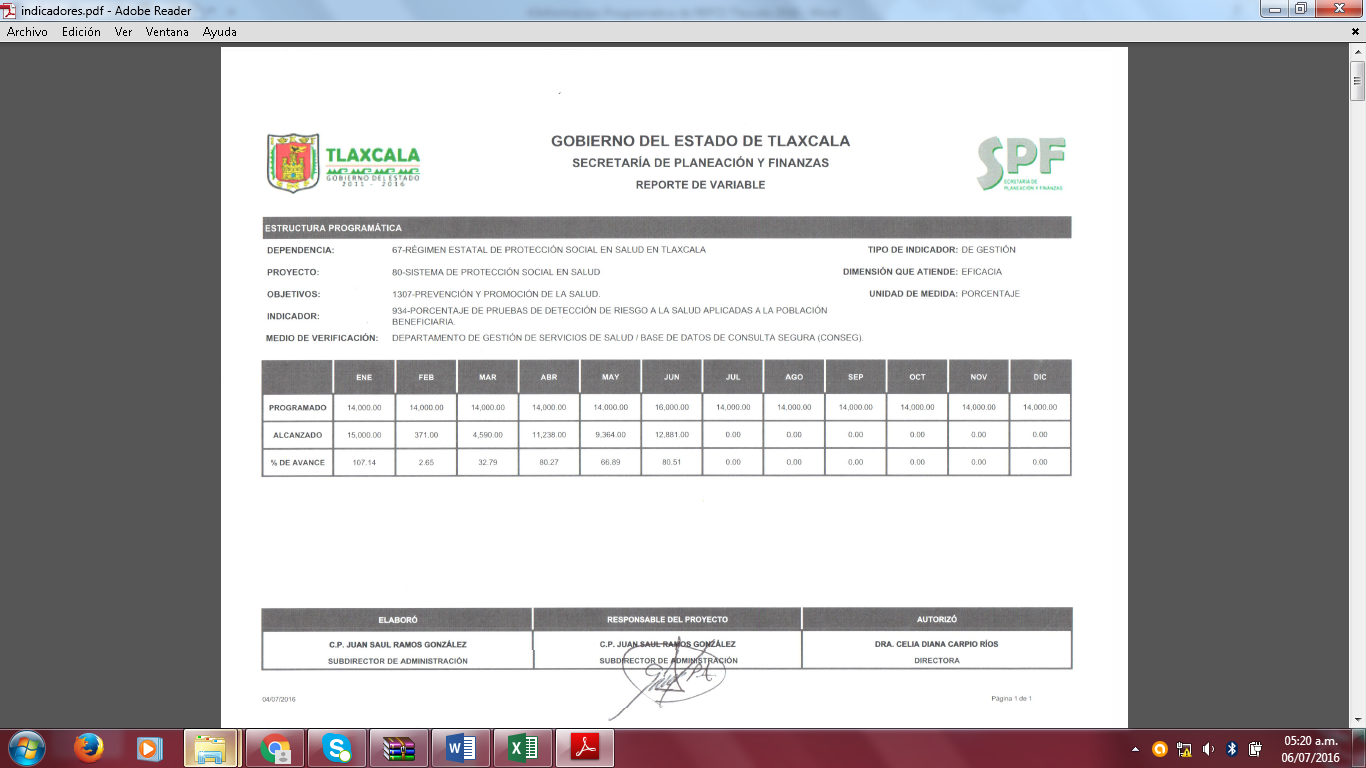 indicadores.pdf - Adobe Reader
Archivo Edición Ver Ventana Ayuda
TLAXCALA
GOBIERNO DEL ESTADO
2011 - 2016
GOBIERNO DEL ESTADO DE TLAXCALA
SECRETARÍA DE PLANEACIÓN Y FINANZAS
REPORTE DE VARIABLE
SPF
SECRETARÍA DE
PLANEACIÓN Y FINANZAS
ESTRUCTURA PROGRAMÁTICA
DEPENDENCIA: 67-RÉGIMEN ESTATAL DE PROTECCIÓN SOCIAL EN SALUD EN TLAXCALA TIPO DE INDICADOR: DE GESTIÓN
PROYECTO: 80-SISTEMA DE PROTECCIÓN SOCIAL EN SALUD DIMENSIÓN QUE ATIENDE: EFICACIA
OBJETIVOS: 1307-PREVENCIÓN Y PROMOCIÓN DE LA SALUD. UNIDAD DE MEDIDA: PORCENTAJE
INDICADOR: 934-PORCENTAJE DE PRUEBAS DE DETECCIÓN DE RIESGO A LA SALUD APLICADAS A LA POBLACIÓN
BENEFICIARIA.
MEDIO DE VERIFICACIÓN: DEPARTAMENTO DE GESTIÓN DE SERVICIOS DE SALUD / BASE DE DATOS DE CONSULTA SEGURA (CONSEG).
ENE FEB MAR ABR MAY JUN JUL AGO SEP OCT NOV DIC
PROGRAMADO 14,000.00 14,000.00 14,000.00 14,000.00 14,000.00 16,000.00 14,000.00 14,000.00 14,000.00 14,000.00 14,000.00 14,000.00
ALCANZADO 15,000.00 371.00 4,590.00 11,238.00 9,364.00 12,881.00 0.00 0.00 0.00 0.00 0.00 0.00
% DE AVANCE 107.14 2.65 32.79 80.27 66.89 80.51 0.00 0.00 0.00 0.00 0.00 0.00
ELABORÓ RESPONSABLE DEL PROYECTO AUTORIZÓ
C.P. JUAN SAUL RAMOS GONZÁLEZ C.P. JUAN SAUL RAMOS GONZÁLEZ DRA. CELIA DIANA CARPIO RÍOS
SUBDIRECTOR DE ADMINISTRACIÓN SUBDIRECTOR DE ADMINISTRACIÓN DIRECTORA
04/07/2016 Página 1 de 1
05:20 a.m.
06/07/2016